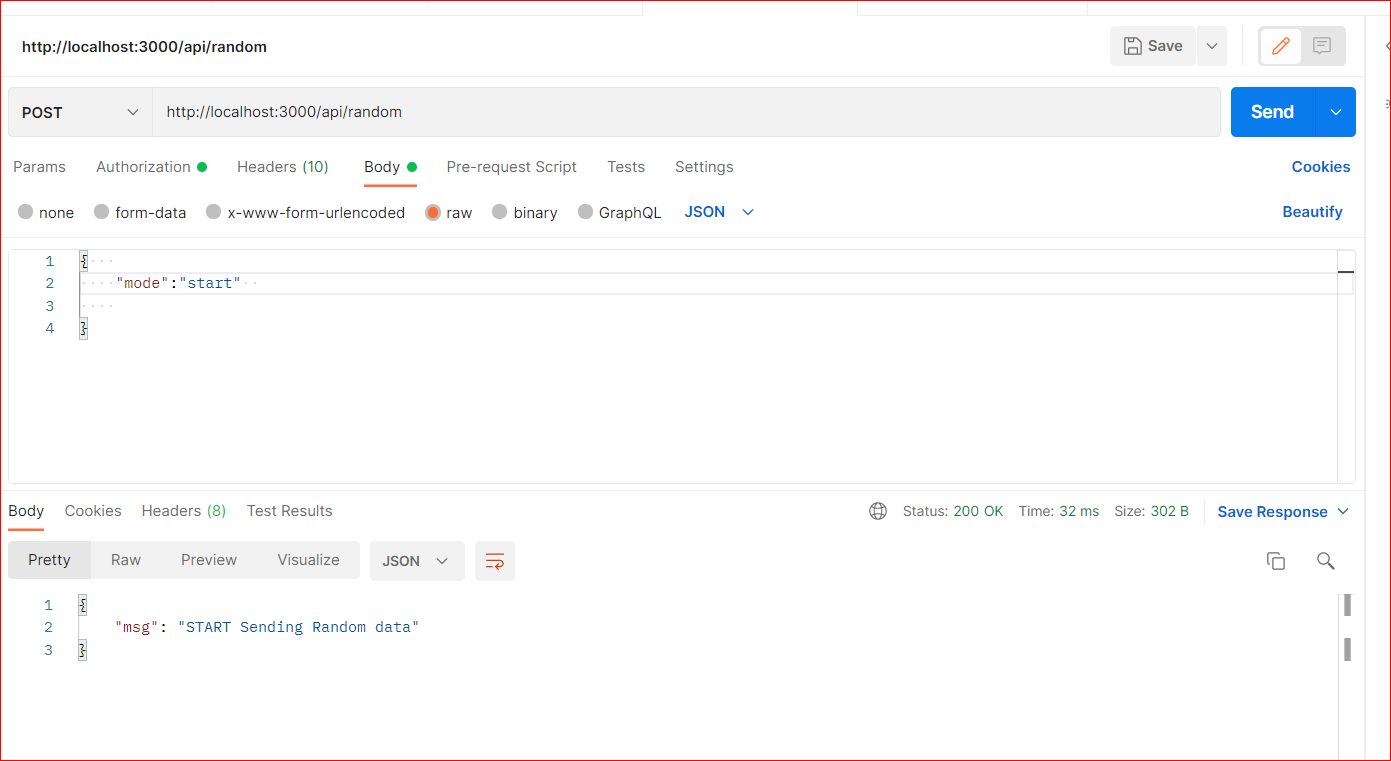 http://localhost:3000/api/random
Save
POST
http://localhost:3000/api/random
Send
Params Authorization Headers (10) Body Pre-request Script Tests Settings Cookies
none form-data x-www-form-urlencoded raw binary GraphQL JSON Beautify
1 {
2 "mode":"start"
3
4 }
Body Cookies Headers (8) Test Results Status: 200 OK Time: 32 ms Size: 302 B Save Response
Pretty Raw Preview Visualize JSON
1 {
2 "msg": "START Sending Random data"
3 }